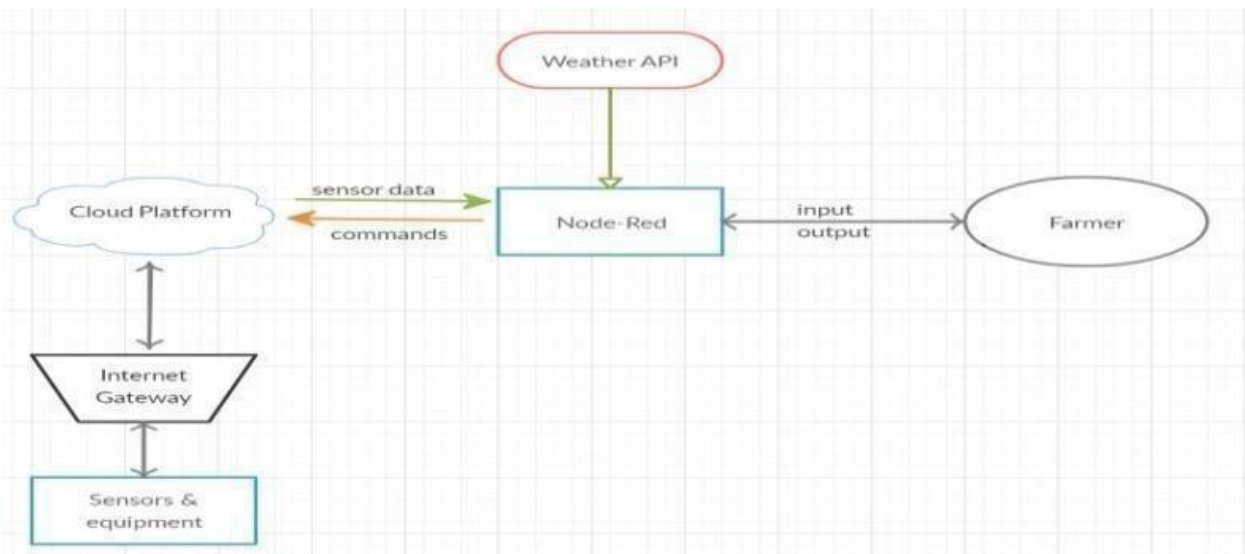 Weather API
Cloud Platform
sensor data
commands
Node-Red
input
output
Farmer
Internet
Gateway
Sensors &
equipment